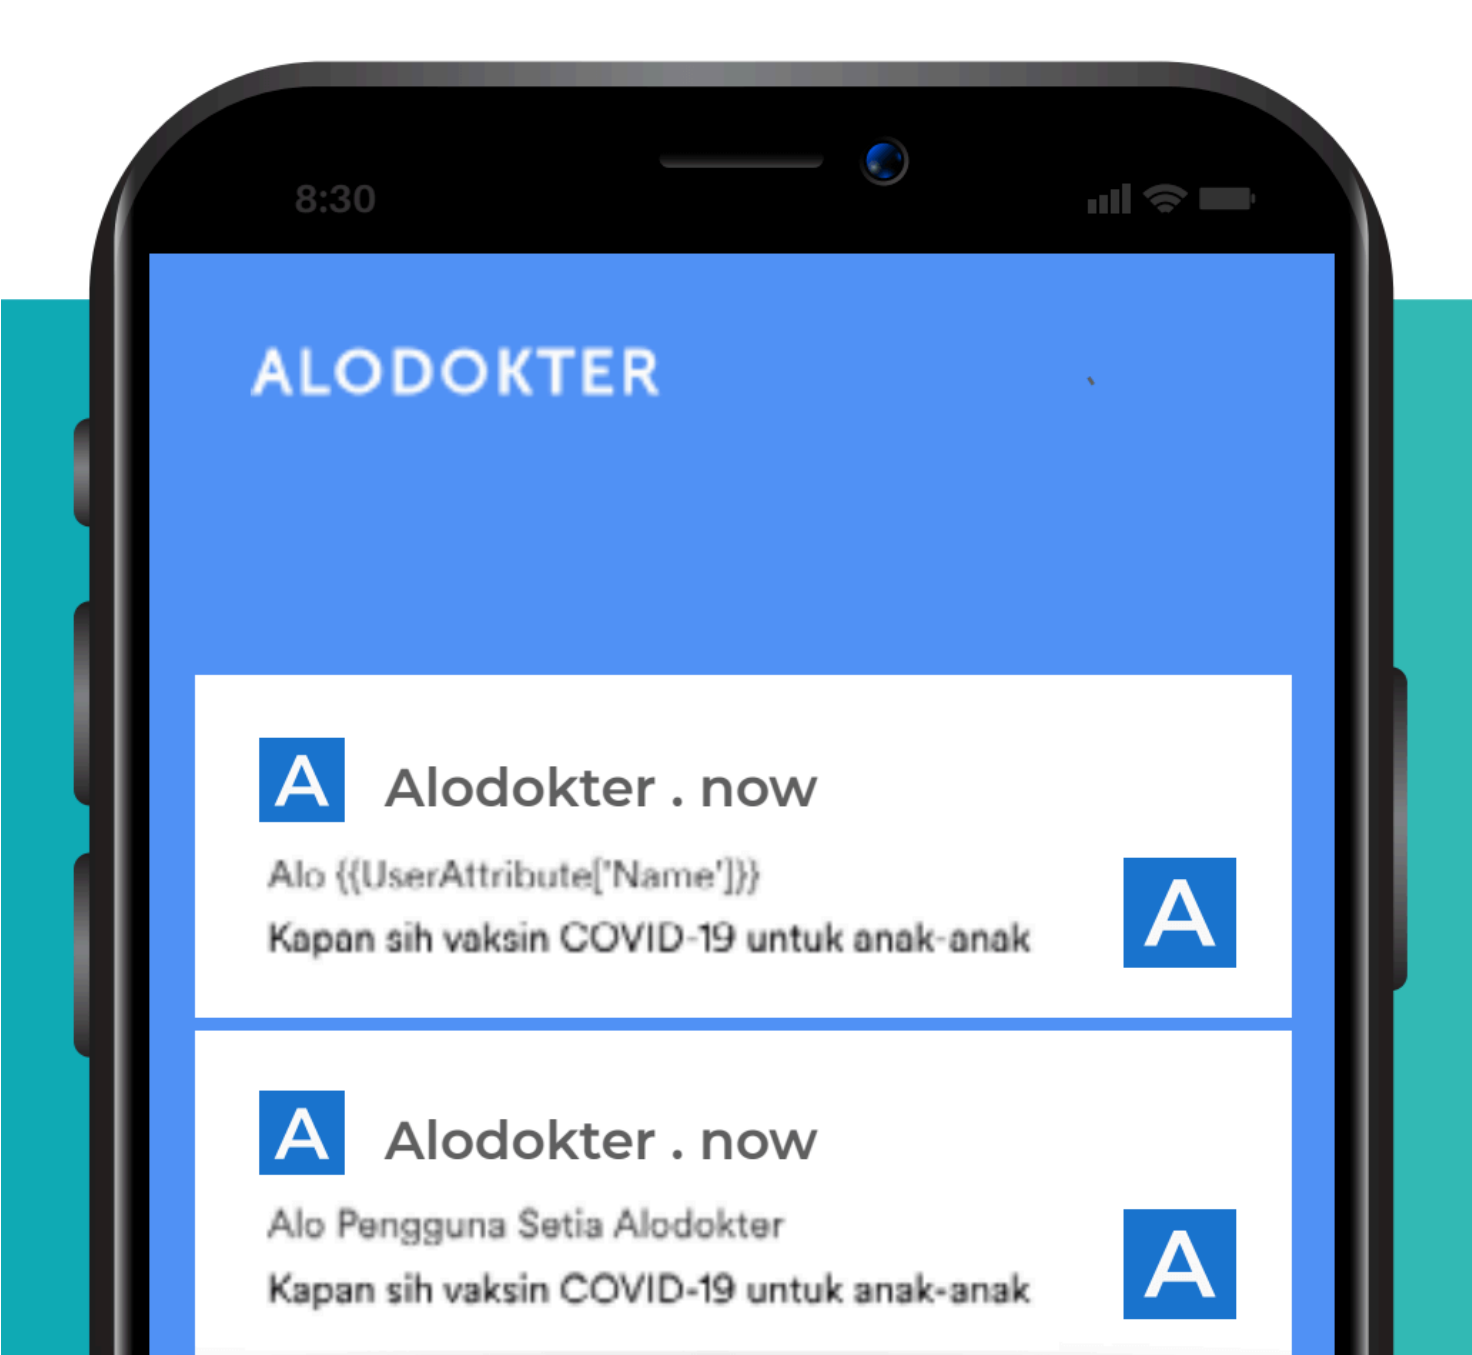 8:30
ALODOKTER
A Alodokter . now
Alo {{UserAttribute['Name']}}
Kapan sih vaksin COVID-19 untuk anak-anak
A
A Alodokter . now
Alo Pengguna Setia Alodokter
Kapan sih vaksin COVID-19 untuk anak-anak
A